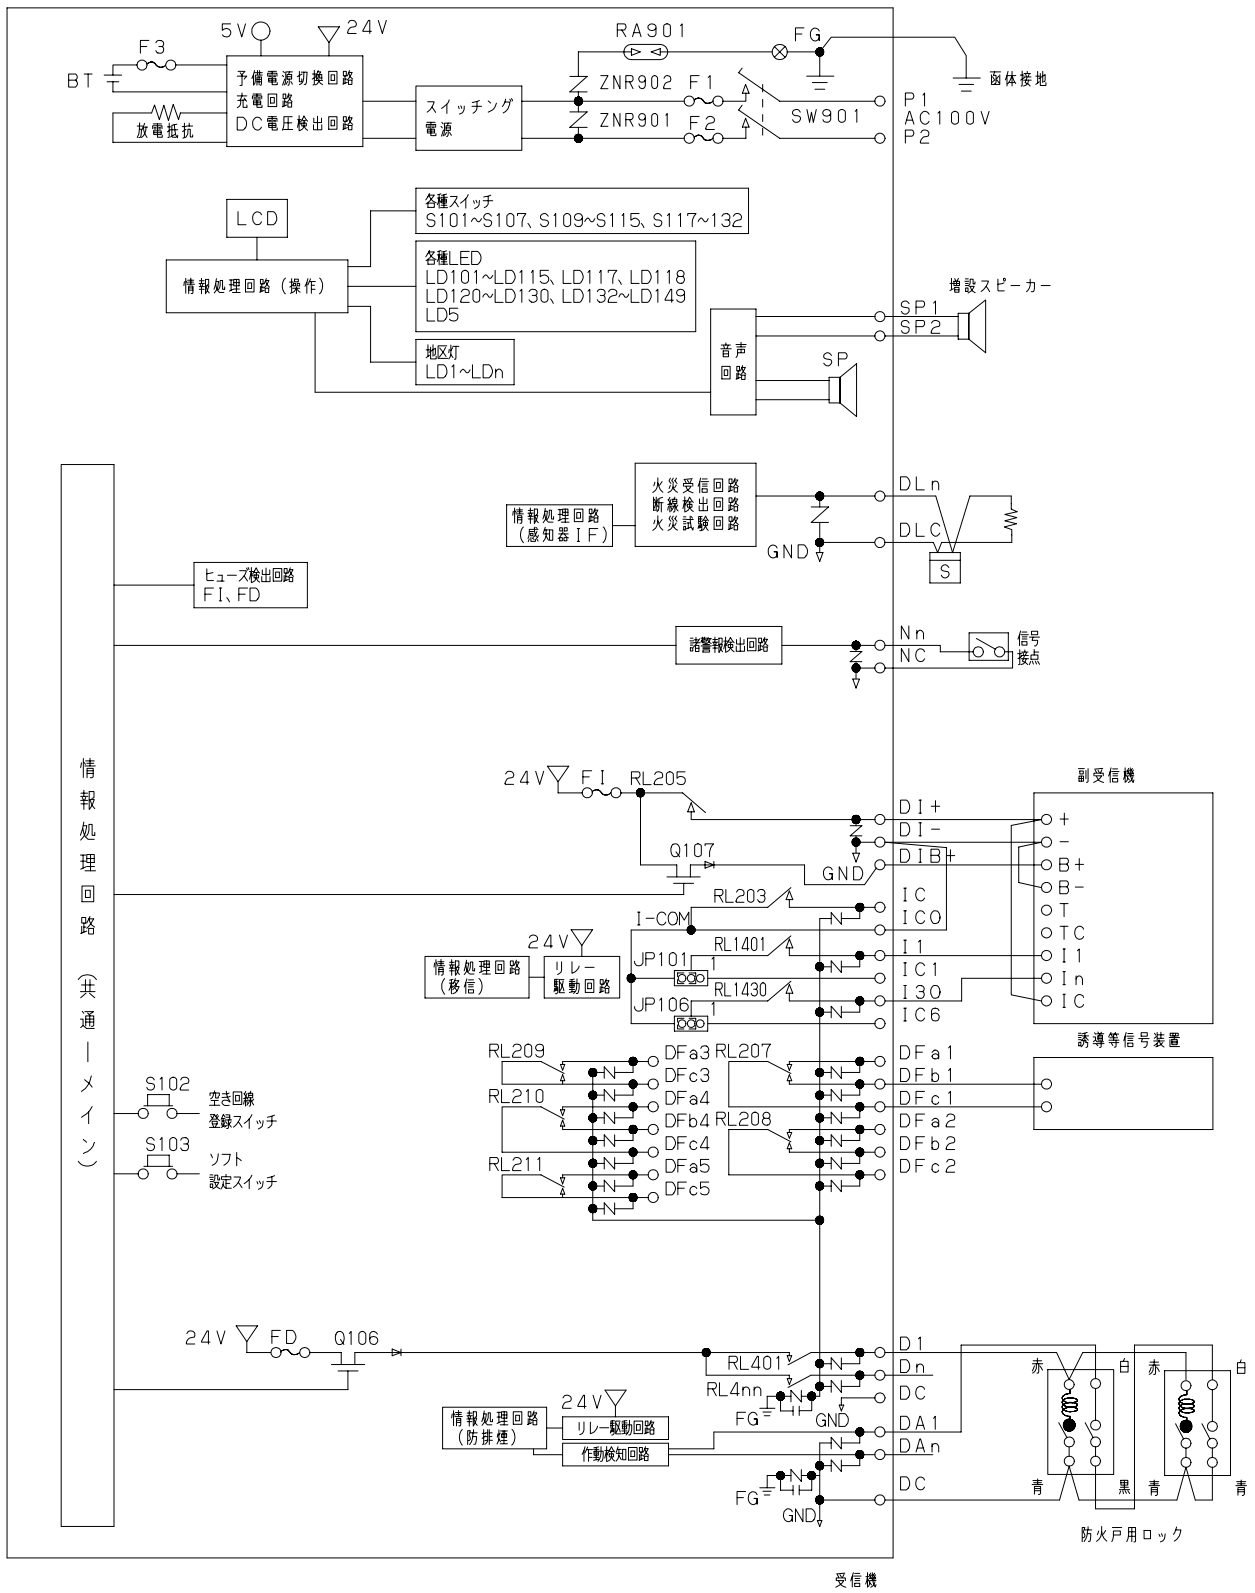 5V
24V
RA901
FG
F3
BT
予備電源切換回路
充電回路
DC電圧検出回路
放電抵抗
スイッチング
電源
ZNR902
F1
ZNR901
F2
SW901
函体接地
P1
AC100V
P2
LCD
各種スイッチ
S101~S107、S109~S115、S117~132
情報処理回路(操作)
各種LED
LD101~LD115、LD117、LD118
LD120~LD130、LD132~LD149
LD5
地区灯
LD1~LDn
音声
回路
SP
SP1
SP2
増設スピーカー
火災受信回路
断線検出回路
火災試験回路
情報処理回路
(感知器IF)
GND
DLn
DLC
S
ヒューズ検出回路
FI、FD
諸警報検出回路
Nn
NC
信号
接点
情報処理回路(共通ーメイン)
24V
FI
RL205
Q107
DI+
DI-
GND
DIB+
副受信機
+
-
B+
B-
T
TC
I1
In
IC
RL203
IC
I-COM
IC0
24V
RL1401
I1
情報処理回路
(移信)
リレー
駆動回路
JP101
1
IC1
RL1430
I30
JP106
1
IC6
誘導等信号装置
RL209
DFa3
RL207
DFa1
DFc3
DFb1
RL210
DFa4
DFc1
DFb4
RL208
DFa2
DFc4
DFb2
RL211
DFa5
DFc2
DFc5
S102
空き回線
登録スイッチ
S103
ソフト
設定スイッチ
24V
FD
Q106
RL401
D1
RL4nn
Dn
FG
GND
DC
24V
情報処理回路
(防排煙)
リレー駆動回路
作動検知回路
DA1
DAn
FG
GND
DC
赤
白
赤
白
青
黒
青
青
防火戸用ロック
受信機